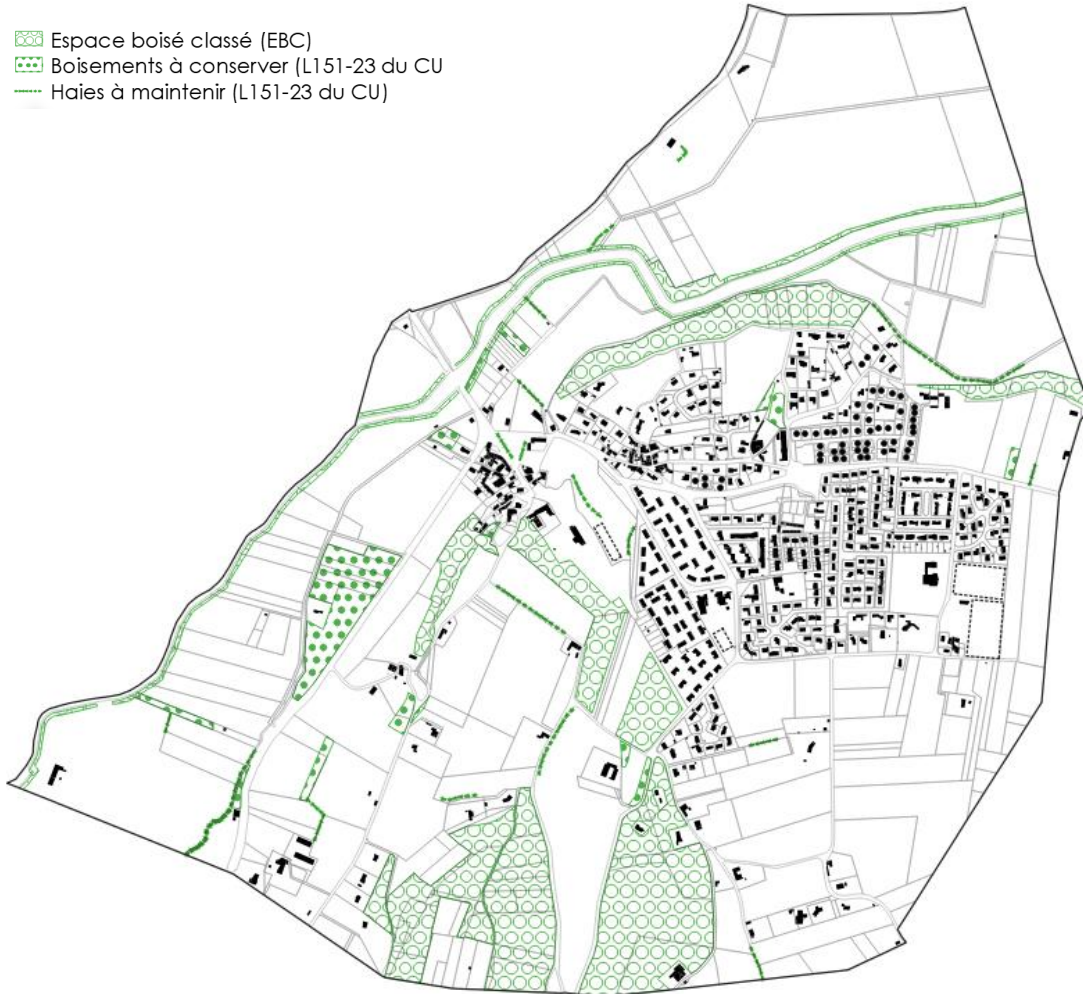 Espace boisé classé (EBC)
Boisements à conserver (L151-23 du CU
Haies à maintenir (L151-23 du CU)